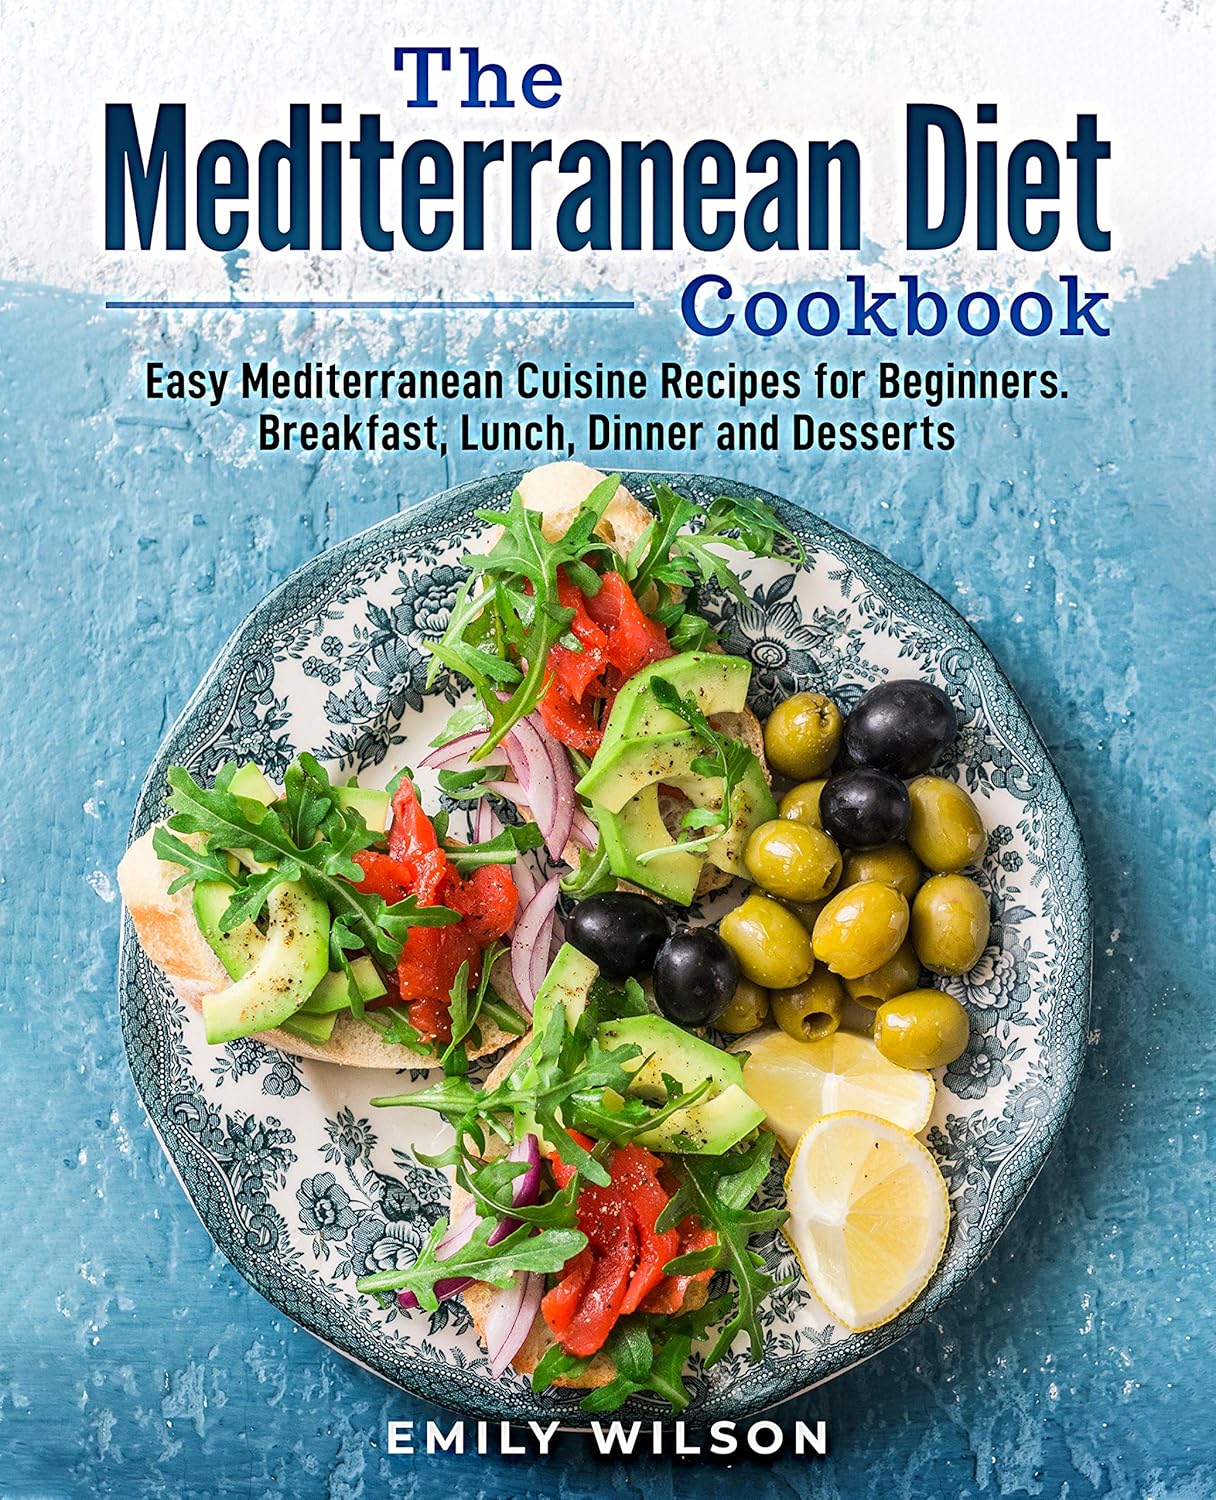 The
Mediterranean Diet
Cookbook
Easy Mediterranean Cuisine Recipes for Beginners.
Breakfast, Lunch, Dinner and Desserts
EMILY WILSON